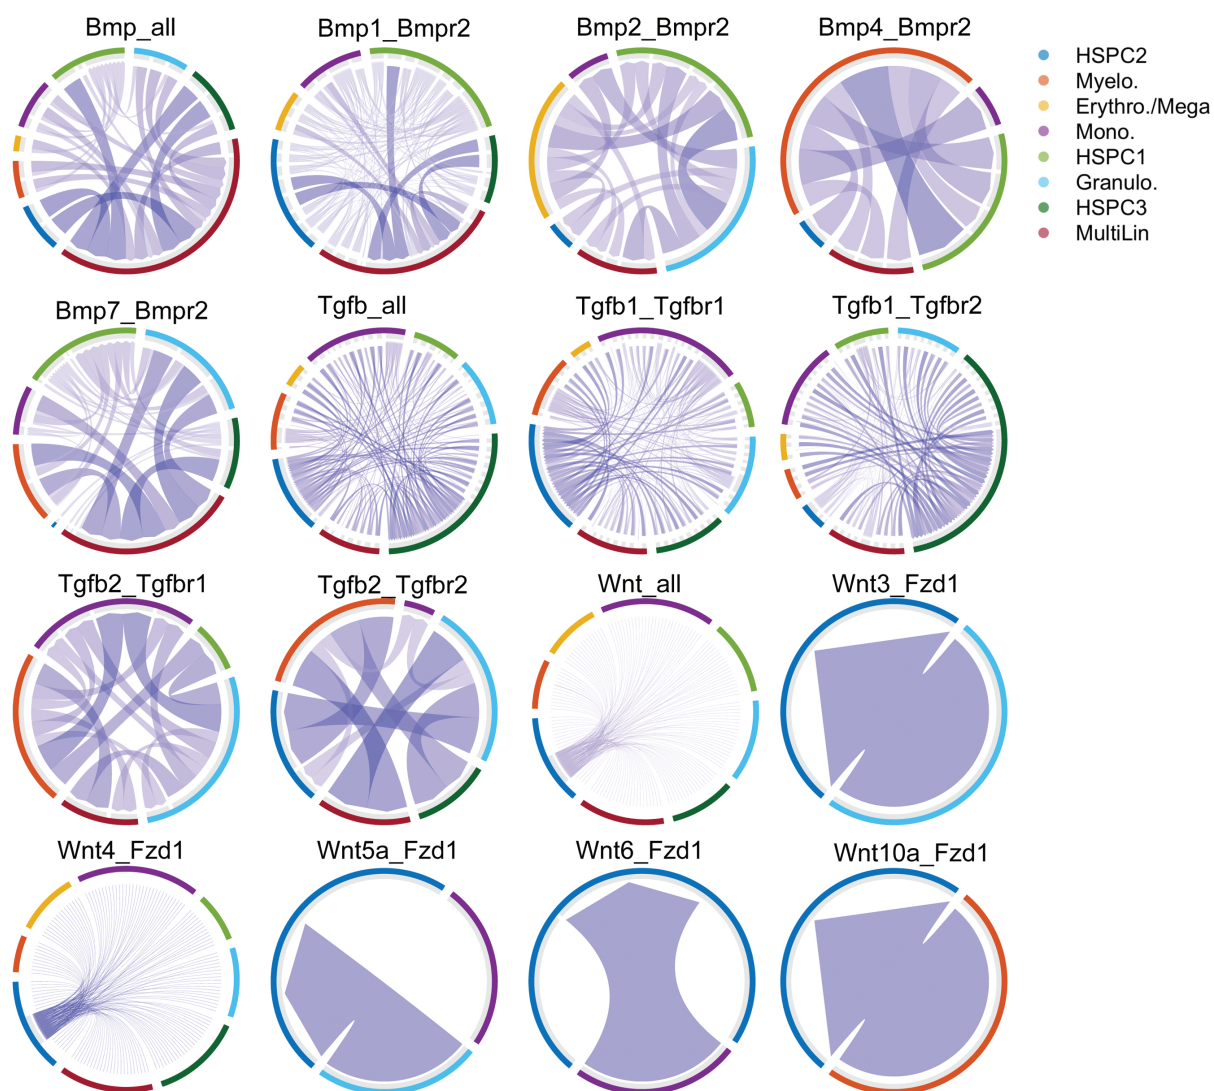 Bmp_all
Bmp1_Bmpr2
Bmp2_Bmpr2
Bmp4_Bmpr2
HSPC2
Myelo.
Erythro./Mega
Mono.
HSPC1
Granulo.
HSPC3
MultiLin
Bmp7_Bmpr2
Tgfb_all
Tgfb1_Tgfbr1
Tgfb1_Tgfbr2
Tgfb2_Tgfbr1
Tgfb2_Tgfbr2
Wnt_all
Wnt3_Fzd1
Wnt4_Fzd1
Wnt5a_Fzd1
Wnt6_Fzd1
Wnt10a_Fzd1